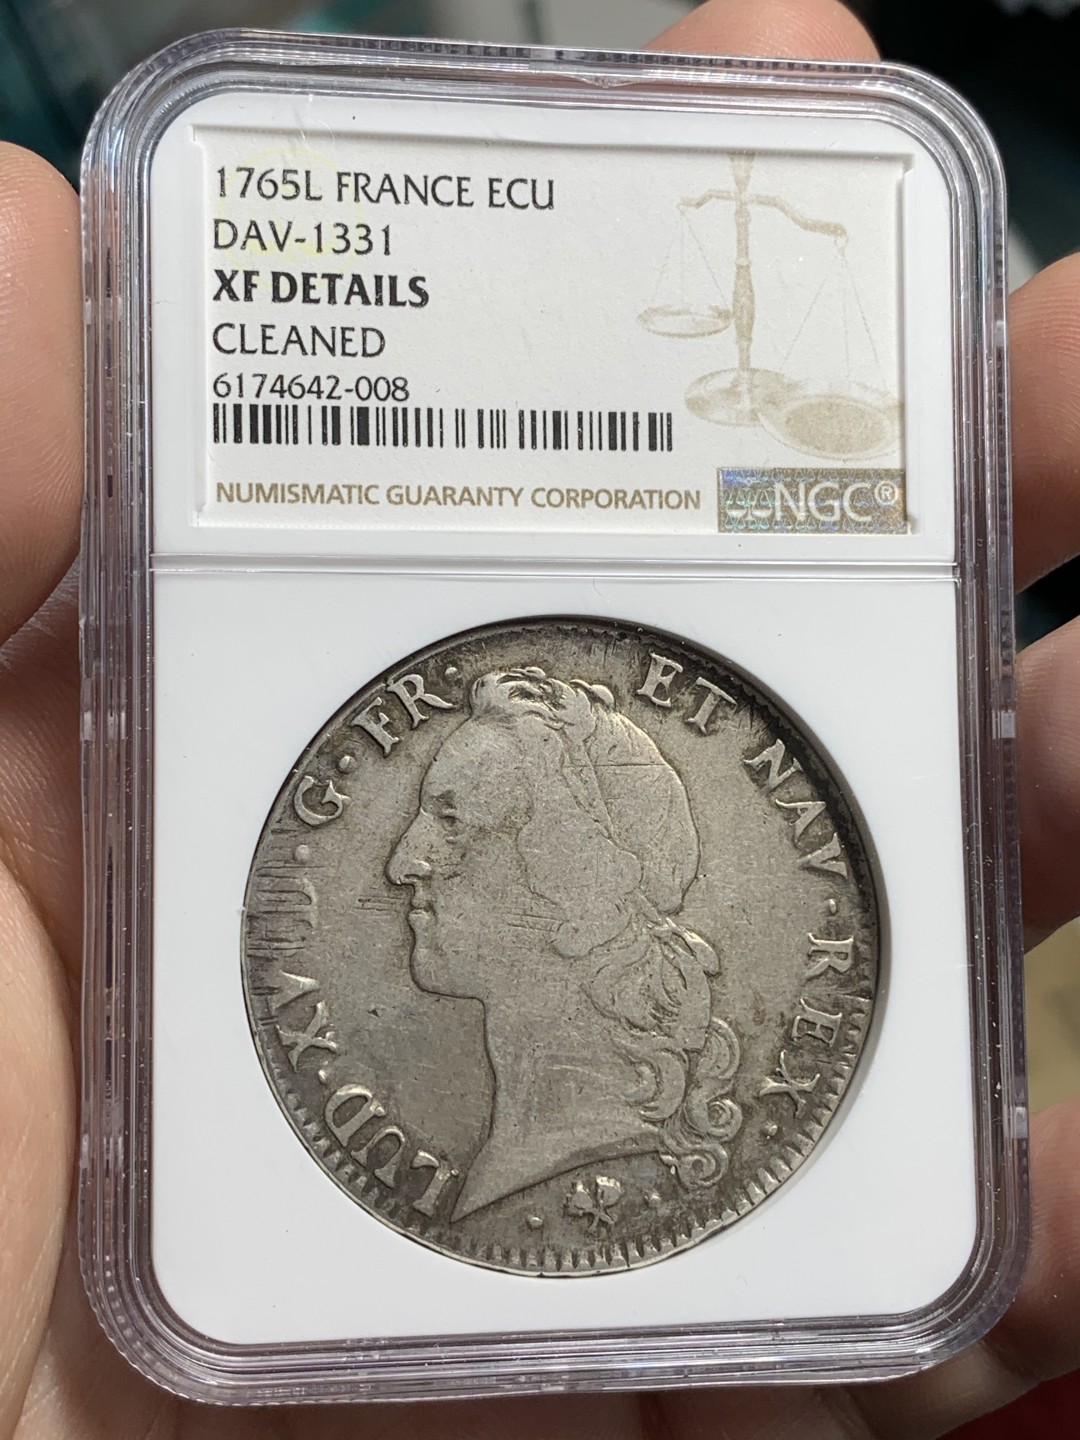 1765L FRANCE ECU
DAV-1331
XF DETAILS
CLEANED
6174642-008
NUMISMATIC GUARANTY CORPORATION
NGC®
LUD·XV·D·G·FR· ET NAV·REX·